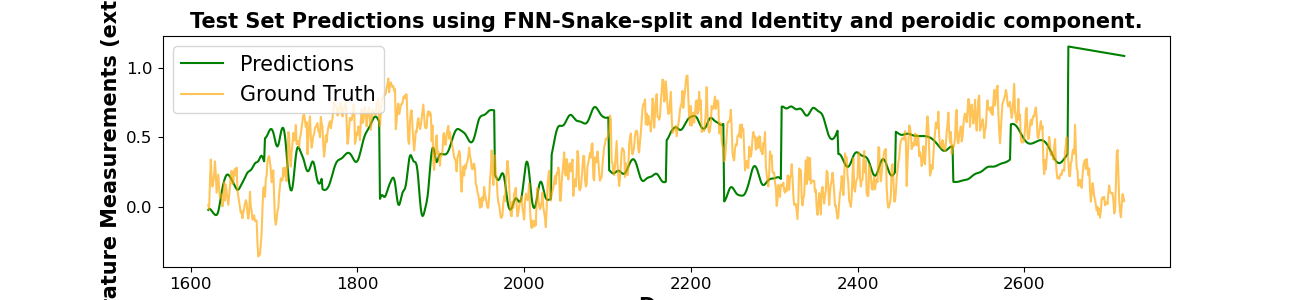 Test Set Predictions using FNN-Snake-split and Identity and peroidic component.
Predictions
Ground Truth
1.0
0.5
0.0
1600 1800 2000 2200 2400 2600
Measurements